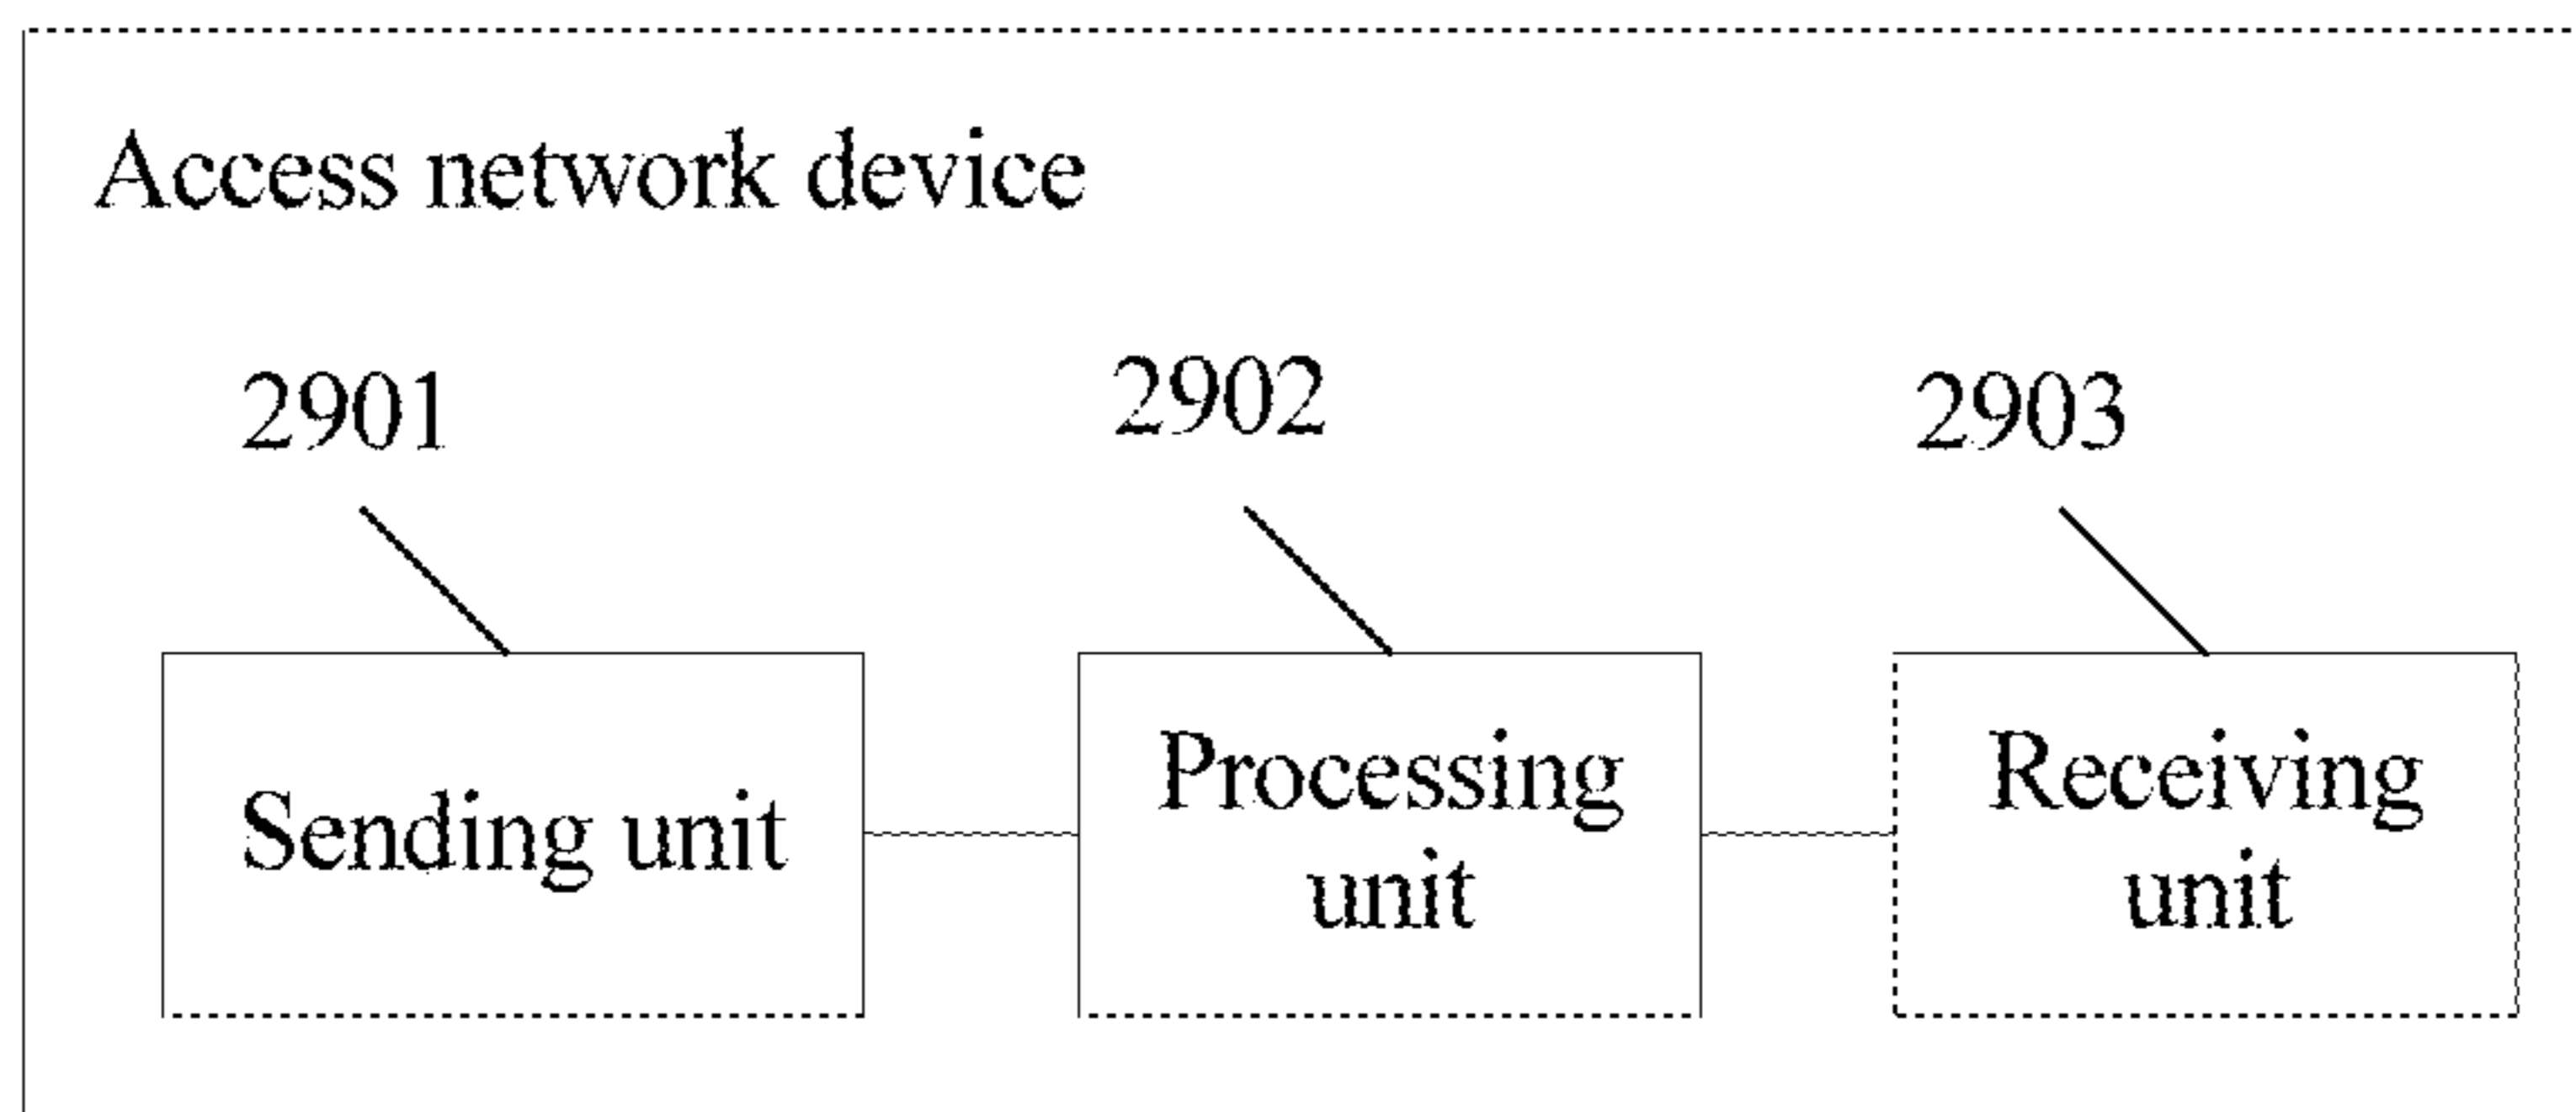 Access network device
2901
2902
2903
Sending unit
Processing
unit
Receiving
unit